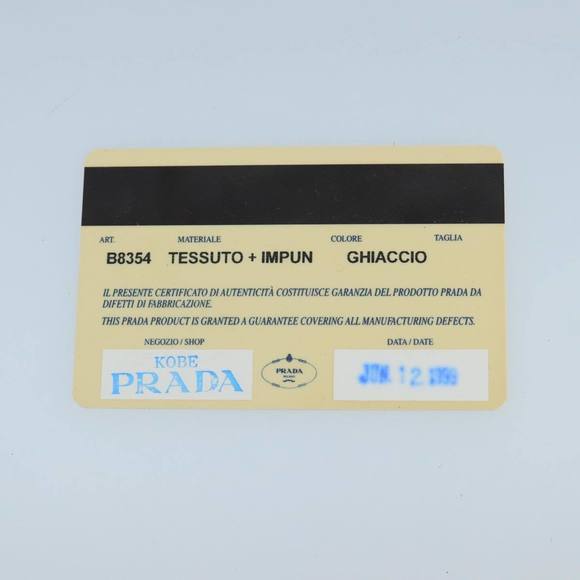 ART. MATERIALE COLORE TAGLIA
B8354 TESSUTO + IMPUN GHIACCIO
IL PRESENTE CERTIFICATO DI AUTENTICITÀ COSTITUISCE GARANZIA DEL PRODOTTO PRADA DA
DIFETTI DI FABBRICAZIONE.
THIS PRADA PRODUCT IS GRANTED A GUARANTEE COVERING ALL MANUFACTURING DEFECTS.
NEGOZIO / SHOP DATA / DATE
KOBE
PRADA
PRADA
MILANO
12